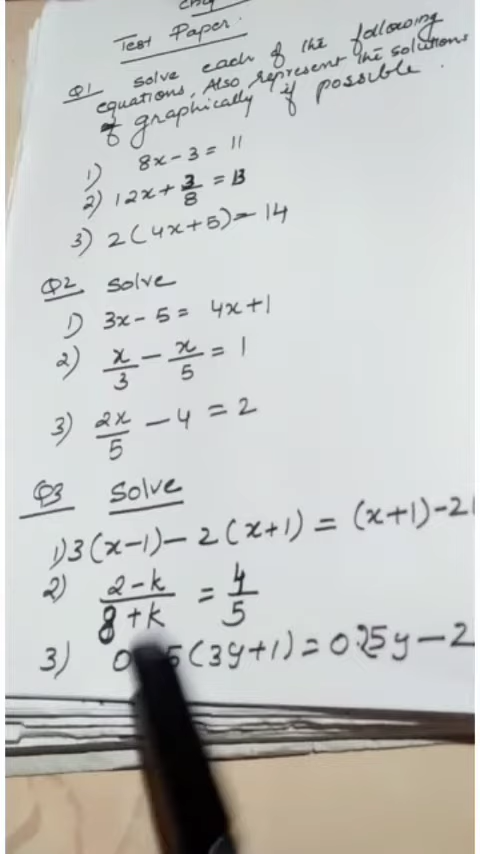 Test Paper.
Q1 solve each of the following
equations, Also represent the solutions
graphically if possible.
1) 8x-3=11
2) 12x+3/8=13
3) 2(4x+5)=14
Q2 Solve
1) 3x-5=4x+1
2) x/3-x/5=1
3) 2x/5-4=2
Q3 Solve
1) 3(x-1)-2(x+1)=(x+1)-21
2) 2-k/8+k=4/5
3) (3y+1)=0.25y-2